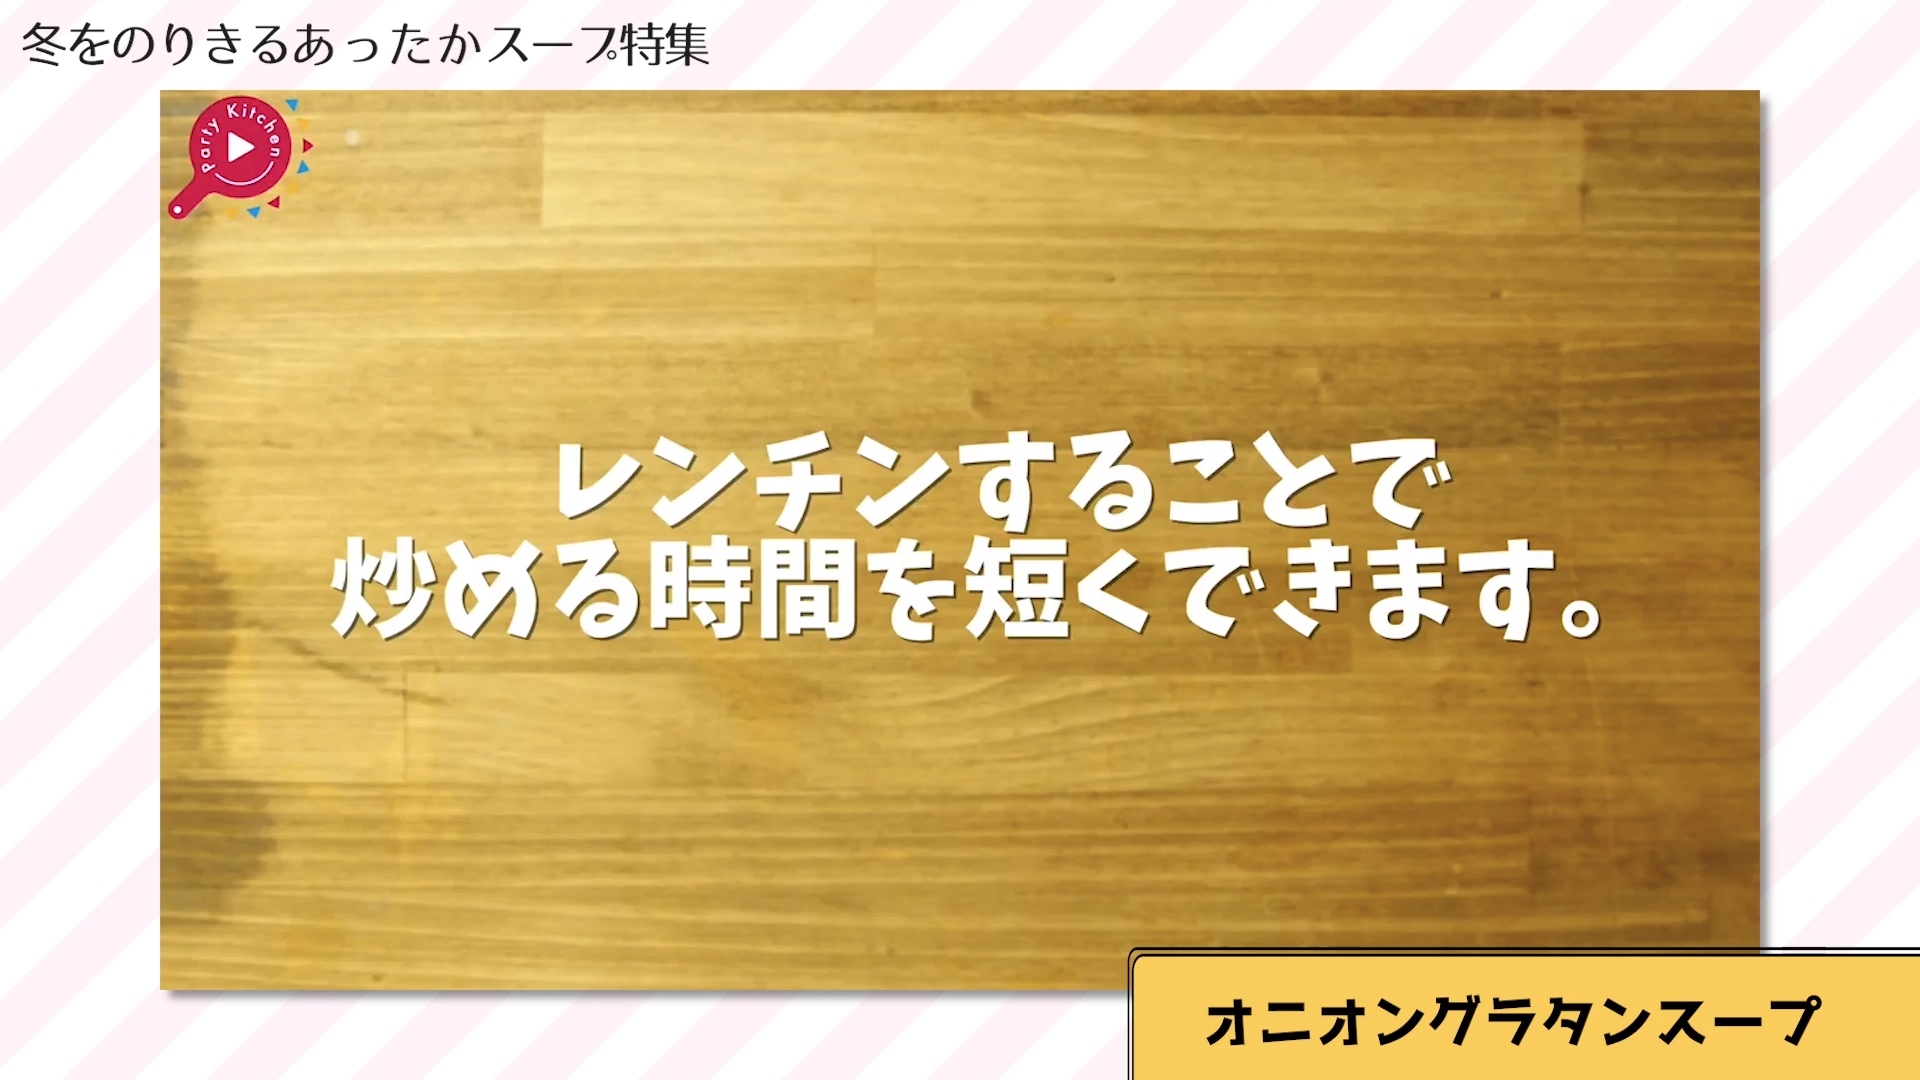 冬をのりきるあったかスープ特集
Party Kitchen
レンチンすることで
炒める時間を短くできます。
オニオングラタンスープ